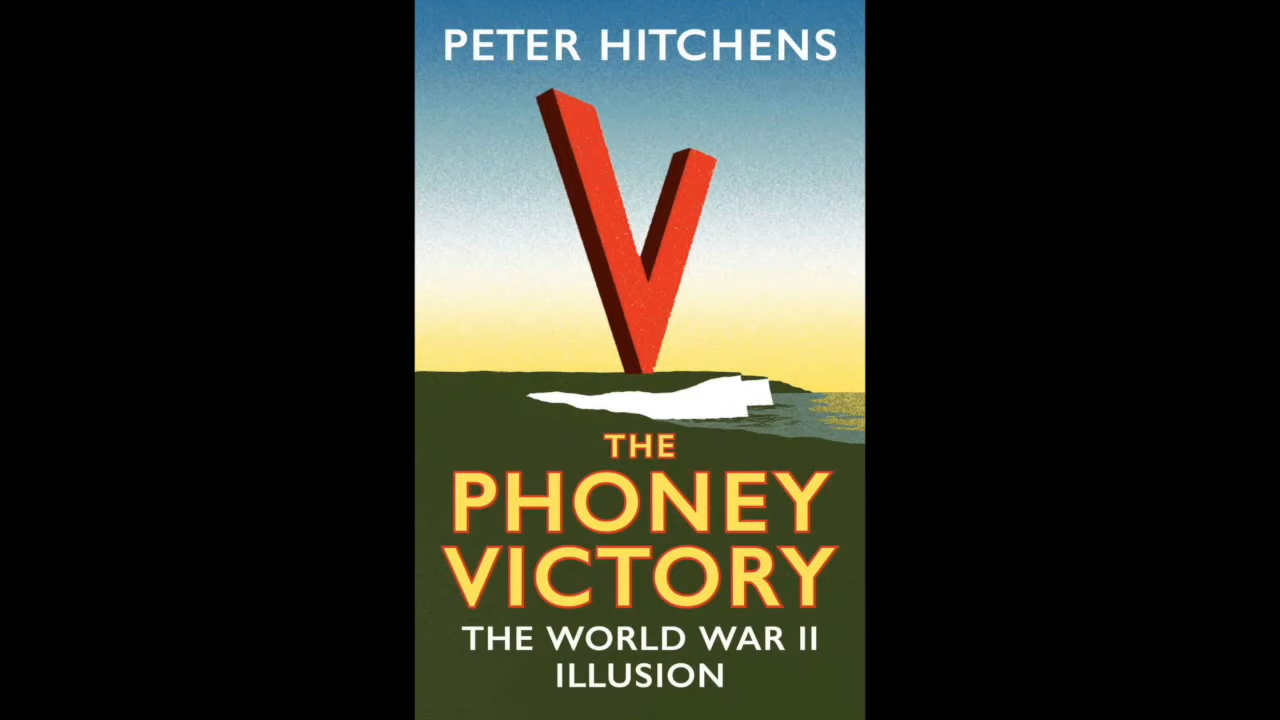 PETER HITCHENS
V
THE
PHONEY
VICTORY
THE WORLD WAR II
ILLUSION